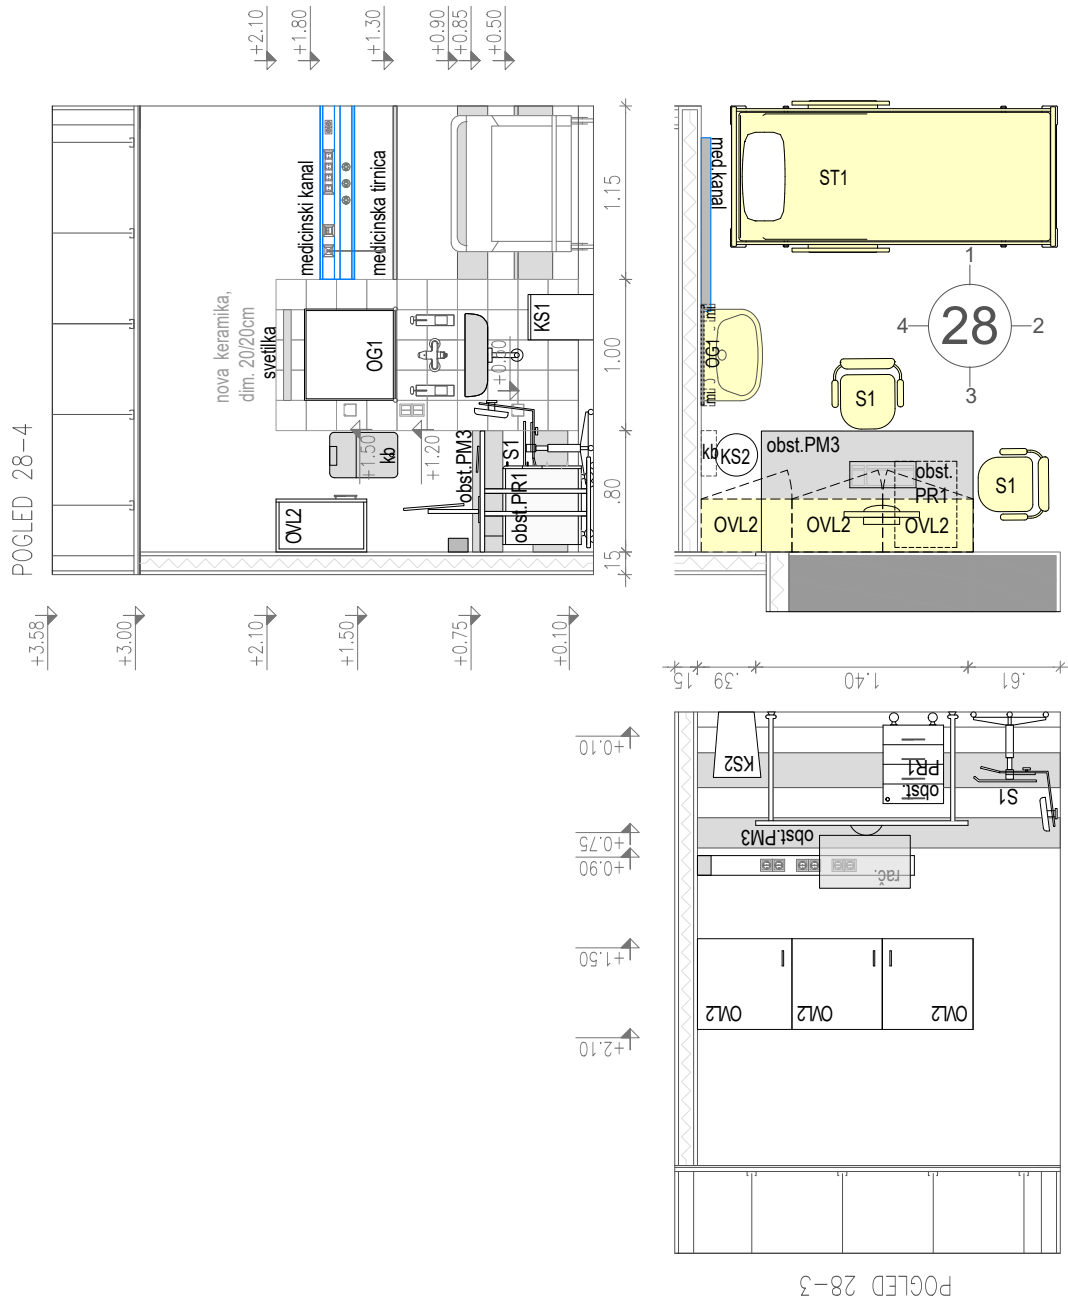 +2.10
+1.80
+1.30
+0.90
+0.85
+0.50
POGLED 28-4
medicinski kanal
medicinska tirnica
nova keramika,
dim. 20/20cm
svetilka
OG1
KS1
+0.50
+1.50
kb
+1.20
obst.PM3
S1
obst.PR1
OVL2
1.15
1.00
.80
15
+3.58
+3.00
+2.10
+1.50
+0.75
+0.10
med.kanal
ST1
1
4
28
2
3
mi
OG1
mi
S1
kb
KS2
obst.PM3
obst.
PR1
S1
OVL2
OVL2
OVL2
15
.39
1.40
.61
+0.10
+0.75
+0.90
+1.50
+2.10
KS2
obst.
PR1
S1
obst.PM3
rač.
OVL2
OVL2
OVL2
POGLED 28-3